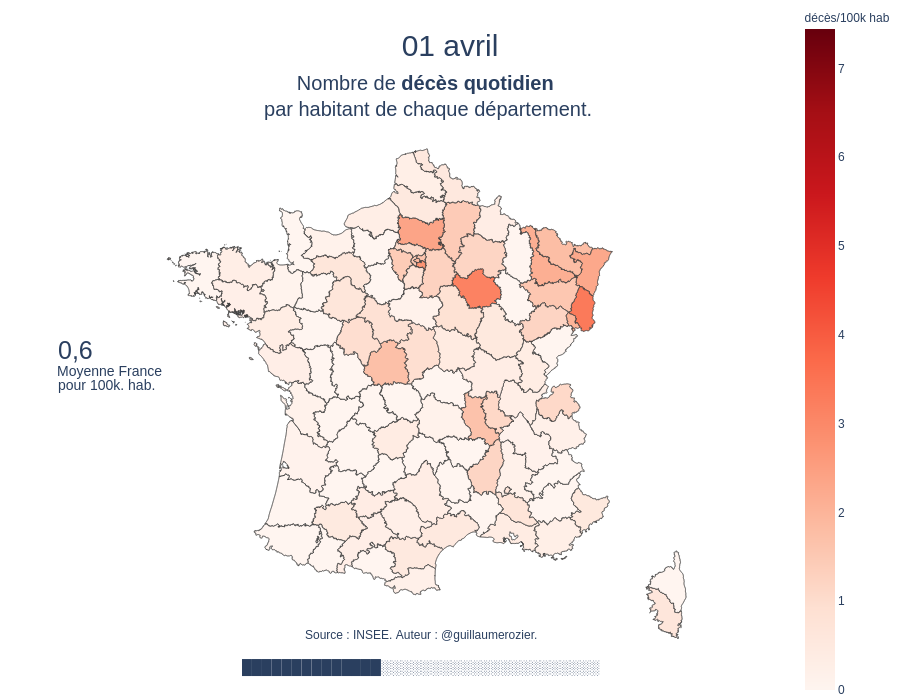 décès/100k hab
01 avril
Nombre de décès quotidien
par habitant de chaque département.
7
6
5
4
3
2
1
0
0,6
Moyenne France
pour 100k. hab.
Source : INSEE. Auteur : @guillaumerozier.